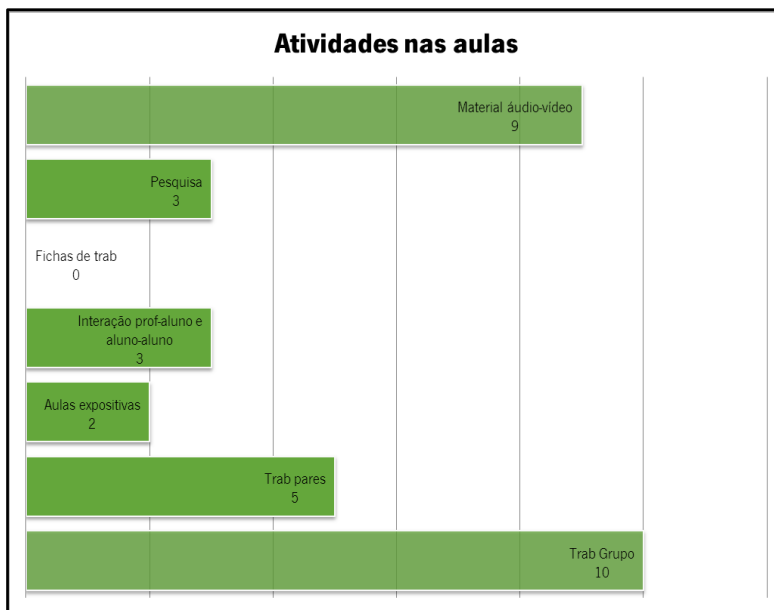 Atividades nas aulas
Material áudio-vídeo
9
Pesquisa
3
Fichas de trab
0
Interação prof-aluno e
aluno-aluno
3
Aulas expositivas
2
Trab pares
5
Trab Grupo
10